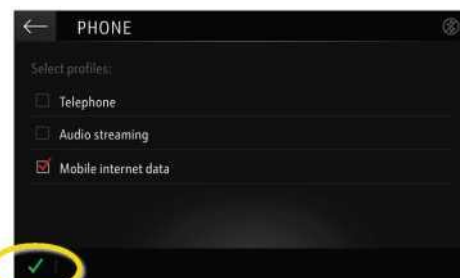 PHONE
Select profiles:
Telephone
Audio streaming
Mobile internet data